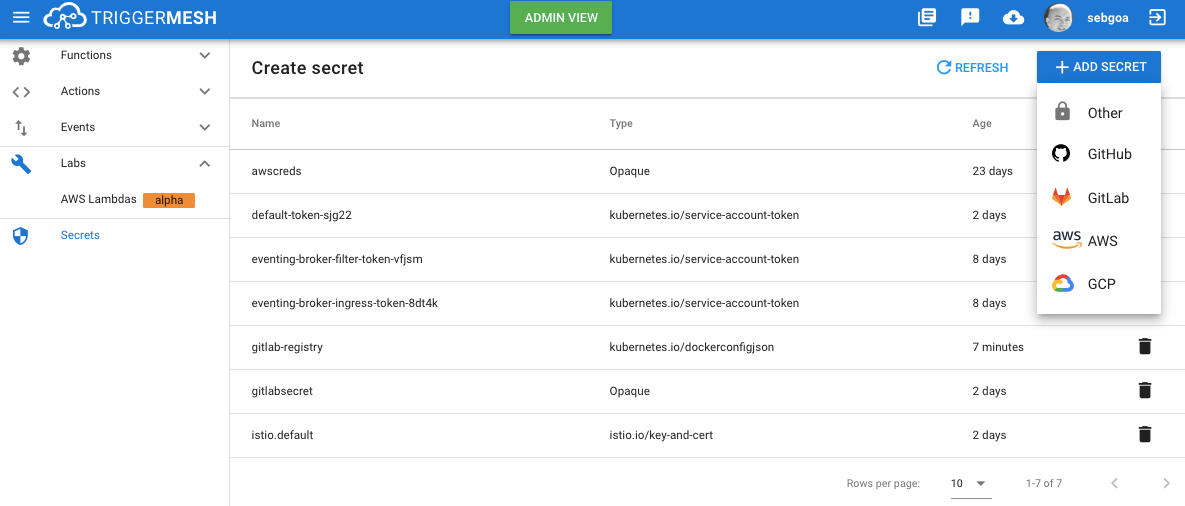 TRIGGERMESH ADMIN VIEW sebgoa
Functions
Actions
Events
Labs
AWS Lambdas alpha
Secrets
Create secret REFRESH ADD SECRET
Other
GitHub
GitLab
aws AWS
GCP
Name Type Age
awscreds Opaque 23 days
default-token-sjg22 kubernetes.io/service-account-token 2 days
eventing-broker-filter-token-vfjsm kubernetes.io/service-account-token 8 days
eventing-broker-ingress-token-8dt4k kubernetes.io/service-account-token 8 days
gitlab-registry kubernetes.io/dockerconfigjson 7 minutes
gitlabsecret Opaque 2 days
istio.default istio.io/key-and-cert 2 days
Rows per page: 10 1-7 of 7